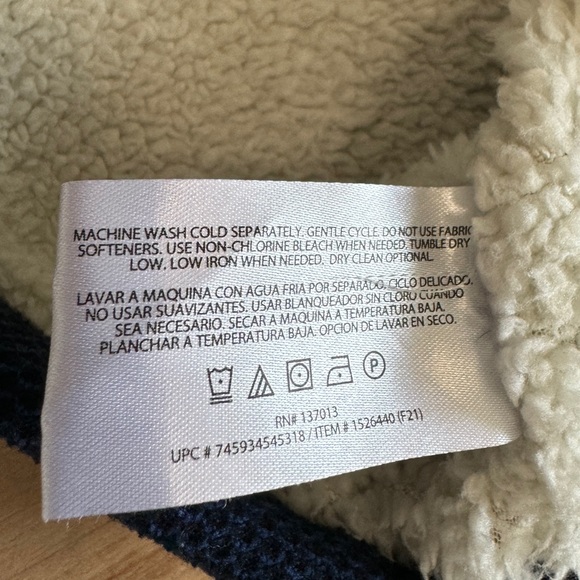 MACHINE WASH COLD SEPARATELY. GENTLE CYCLE. DO NOT USE FABRIC
SOFTENERS. USE NON-CHLORINE BLEACH WHEN NEEDED. TUMBLE DRY
LOW. LOW IRON WHEN NEEDED. DRY CLEAN OPTIONAL.
LAVAR A MAQUINA CON AGUA FRIA POR SEPARADO. CICLO DELICADO.
NO USAR SUAVIZANTES. USAR BLANQUEADOR SIN CLORO CUANDO
SEA NECESARIO. SECAR A MAQUINA A TEMPERATURA BAJA.
PLANCHAR A TEMPERATURA BAJA. OPCION DE LAVAR EN SECO.
P
RN# 137013
UPC # 745934545318 / ITEM # 1526440 (F21)